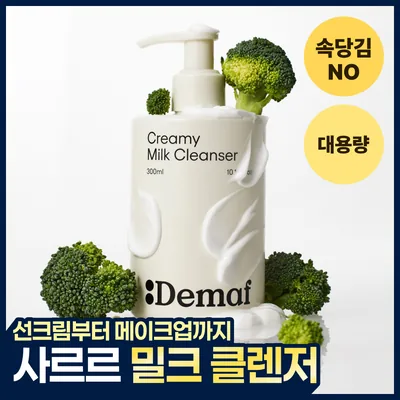 속당김
NO
대용량
Creamy
Milk Cleanser
300ml
:Demaf
선크림부터 메이크업까지
사르르 밀크 클렌저